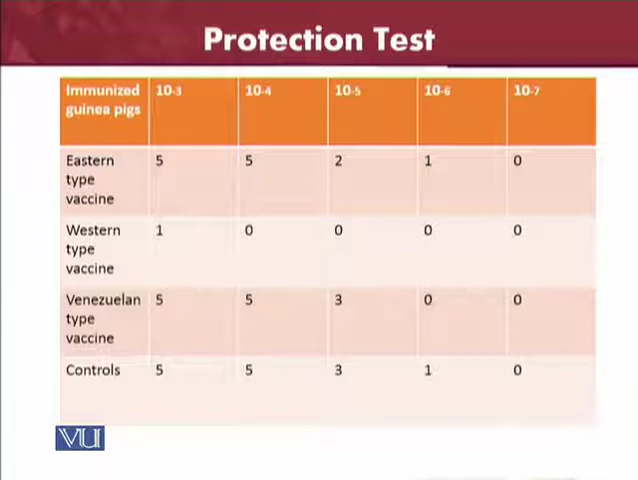 Protection Test
Immunized 10-3 10-4 10-5 10-6 10-7
guinea pigs
Eastern 5 5 2 1 0
type
vaccine
Western 1 0 0 0 0
type
vaccine
Venezuelan 5 5 3 0 0
type
vaccine
Controls 5 5 3 1 0
VU